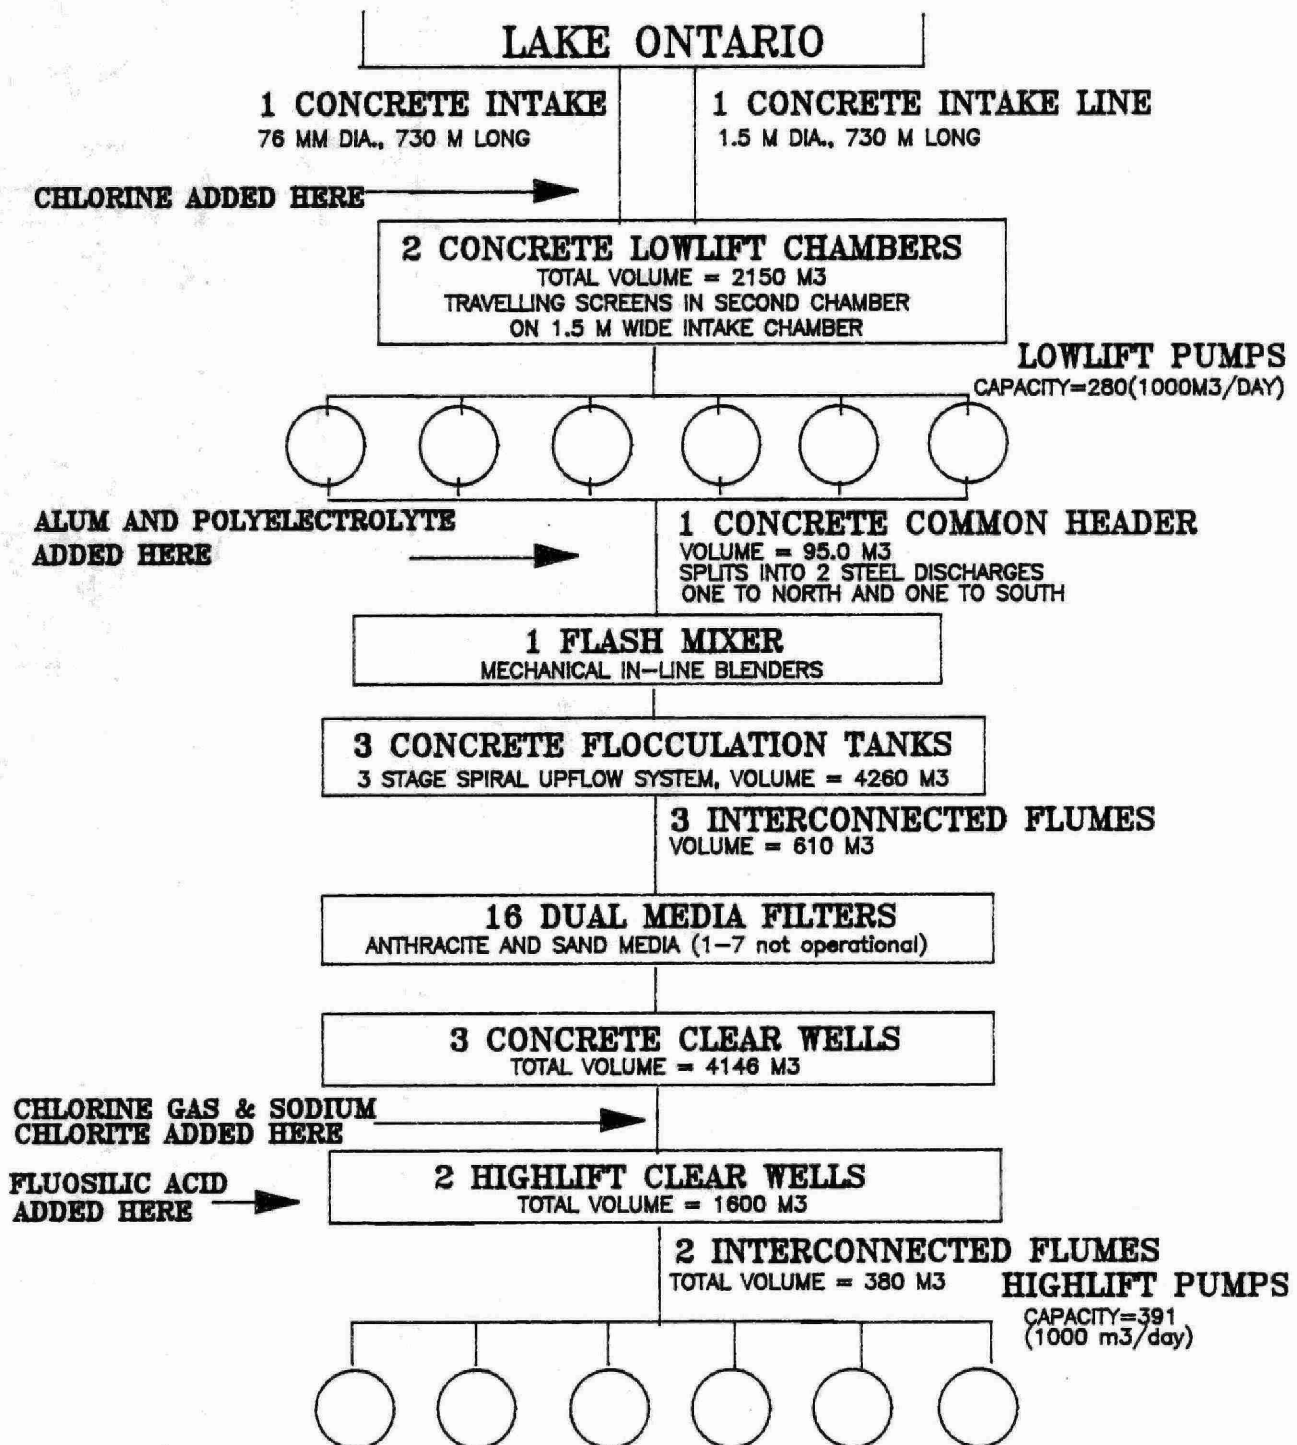 LAKE ONTARIO
1 CONCRETE INTAKE
76 MM DIA., 730 M LONG
1 CONCRETE INTAKE LINE
1.5 M DIA., 730 M LONG
CHLORINE ADDED HERE
2 CONCRETE LOWLIFT CHAMBERS
TOTAL VOLUME = 2150 M3
TRAVELLING SCREENS IN SECOND CHAMBER
ON 1.5 M WIDE INTAKE CHAMBER
LOWLIFT PUMPS
CAPACITY=280(1000M3/DAY)
ALUM AND POLYELECTROLYTE
ADDED HERE
1 CONCRETE COMMON HEADER
VOLUME = 95.0 M3
SPLITS INTO 2 STEEL DISCHARGES
ONE TO NORTH AND ONE TO SOUTH
1 FLASH MIXER
MECHANICAL IN-LINE BLENDERS
3 CONCRETE FLOCCULATION TANKS
3 STAGE SPIRAL UPFLOW SYSTEM, VOLUME = 4260 M3
3 INTERCONNECTED FLUMES
VOLUME = 610 M3
16 DUAL MEDIA FILTERS
ANTHRACITE AND SAND MEDIA (1-7 not operational)
3 CONCRETE CLEAR WELLS
TOTAL VOLUME = 4146 M3
CHLORINE GAS & SODIUM
CHLORITE ADDED HERE
FLUOSILIC ACID
ADDED HERE
2 HIGHLIFT CLEAR WELLS
TOTAL VOLUME = 1600 M3
2 INTERCONNECTED FLUMES
TOTAL VOLUME = 380 M3
HIGHLIFT PUMPS
CAPACITY=391
(1000 m3/day)